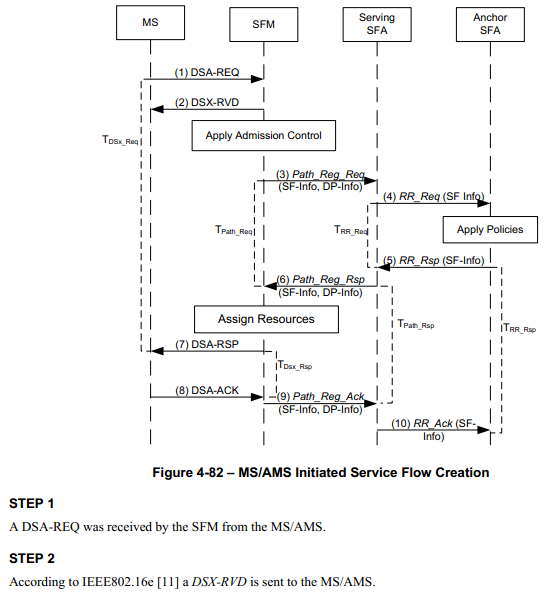 MS
SFM
Serving
SFA
Anchor
SFA
(1) DSA-REQ
(2) DSX-RVD
TDSx_Req
Apply Admission Control
(3) Path_Reg_Req
(SF-Info, DP-Info)
(4) RR_Req (SF Info)
TPath_Req
TRR_Req
Apply Policies
(5) RR_Rsp (SF-Info)
(6) Path_Reg_Rsp
(SF-Info, DP-Info)
Assign Resources
TPath_Rsp
TRR_Rsp
(7) DSA-RSP
TDsx_Rsp
(8) DSA-ACK
(9) Path_Reg_Ack
(SF-Info, DP-Info)
(10) RR_Ack (SF-
Info)
Figure 4-82 – MS/AMS Initiated Service Flow Creation
STEP 1
A DSA-REQ was received by the SFM from the MS/AMS.
STEP 2
According to IEEE802.16e [11] a DSX-RVD is sent to the MS/AMS.